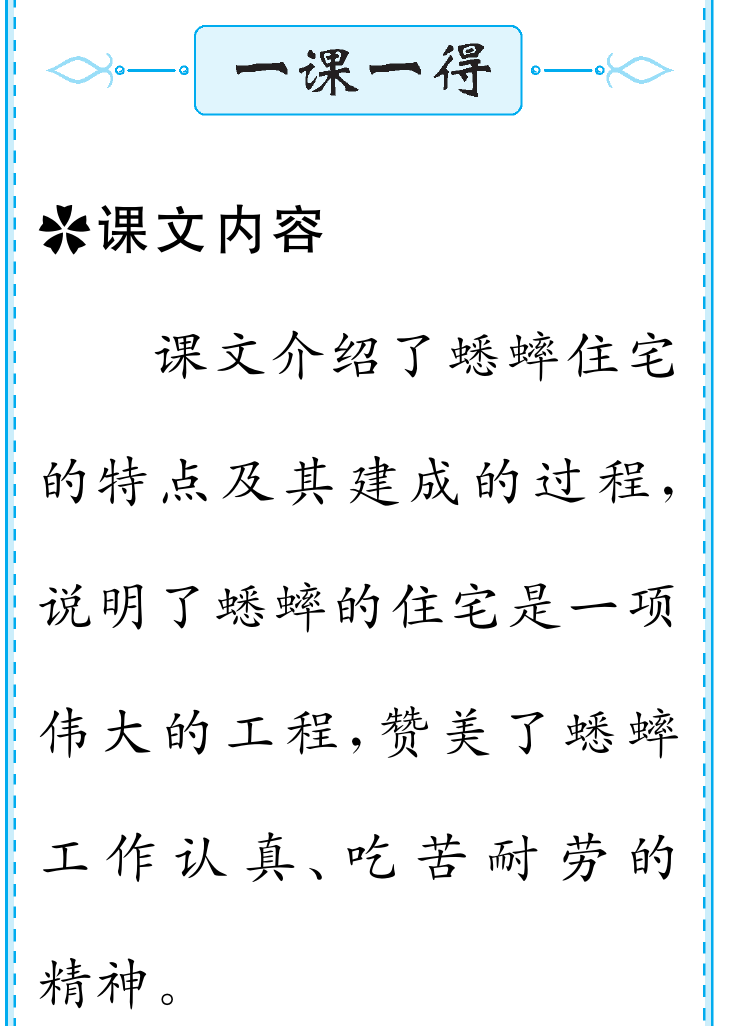 一课一得
课文内容
课文介绍了蟋蟀住宅
的特点及其建成的过程，
说明了蟋蟀的住宅是一项
伟大的工程，赞美了蟋蟀
工作认真、吃苦耐劳的
精神。